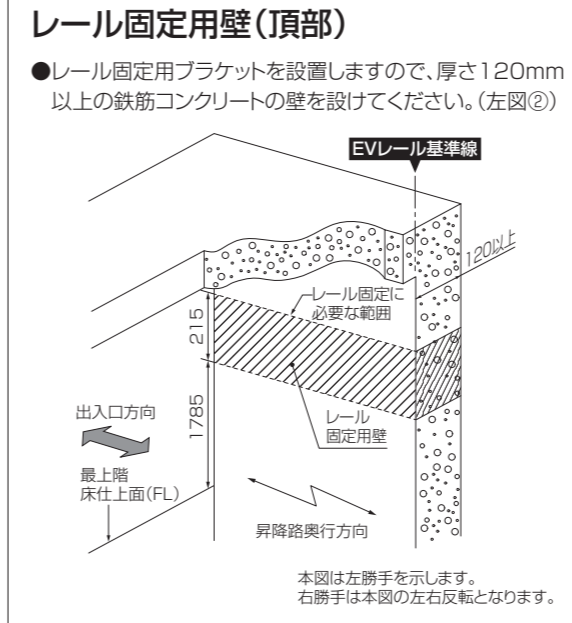 レール固定用壁(頂部)
●レール固定用ブラケットを設置しますので、厚さ120mm
以上の鉄筋コンクリートの壁を設けてください。(左図②)
EVレール基準線
120以上
レール固定に
必要な範囲
215
1785
レール
固定用壁
出入口方向
最上階
床仕上面(FL)
昇降路奥行方向
本図は左勝手を示します。
右勝手は本図の左右反転となります。